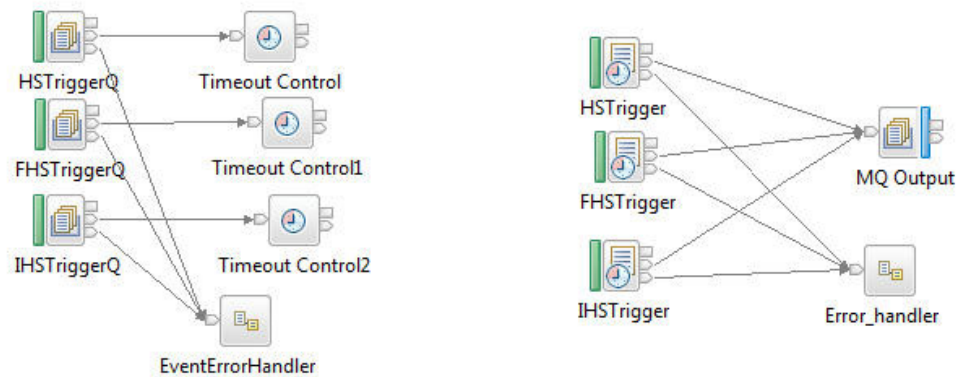 HSTriggerQ
Timeout Control
FHSTriggerQ
Timeout Control1
IHSTriggerQ
Timeout Control2
EventErrorHandler
HSTrigger
FHSTrigger
MQ Output
IHSTrigger
Error_handler